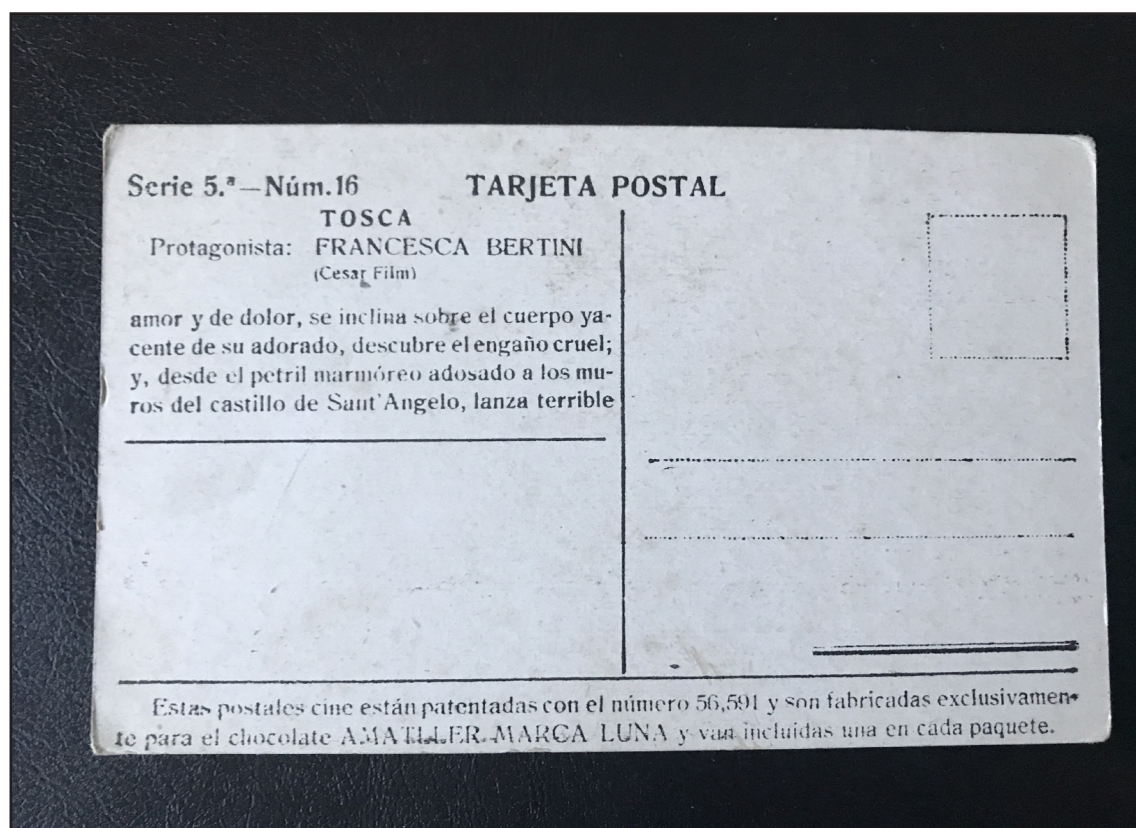 Serie 5.ª—Núm.16
TARJETA POSTAL
TOSCA
Protagonista: FRANCESCA BERTINI
(Cesar Film)
amor y de dolor, se inclina sobre el cuerpo ya-
cente de su adorado, descubre el engaño cruel;
y, desde el petril marmóreo adosado a los mu-
ros del castillo de Sant'Angelo, lanza terrible
Estas postales cine están patentadas con el número 56,591 y son fabricadas exclusivamen-
te para el chocolate AMATLLER-MARCA LUNA y van incluidas una en cada paquete.